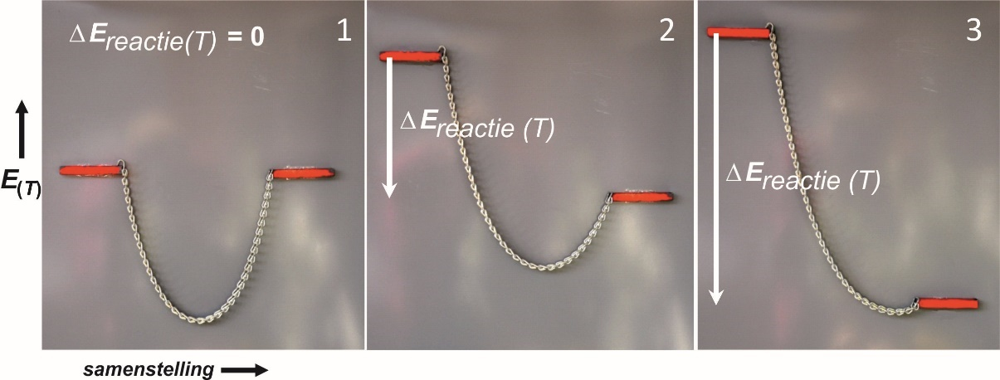 ΔEreactie(T) = 0
1
2
3
ΔEreactie (T)
ΔEreactie (T)
E(T)
samenstelling